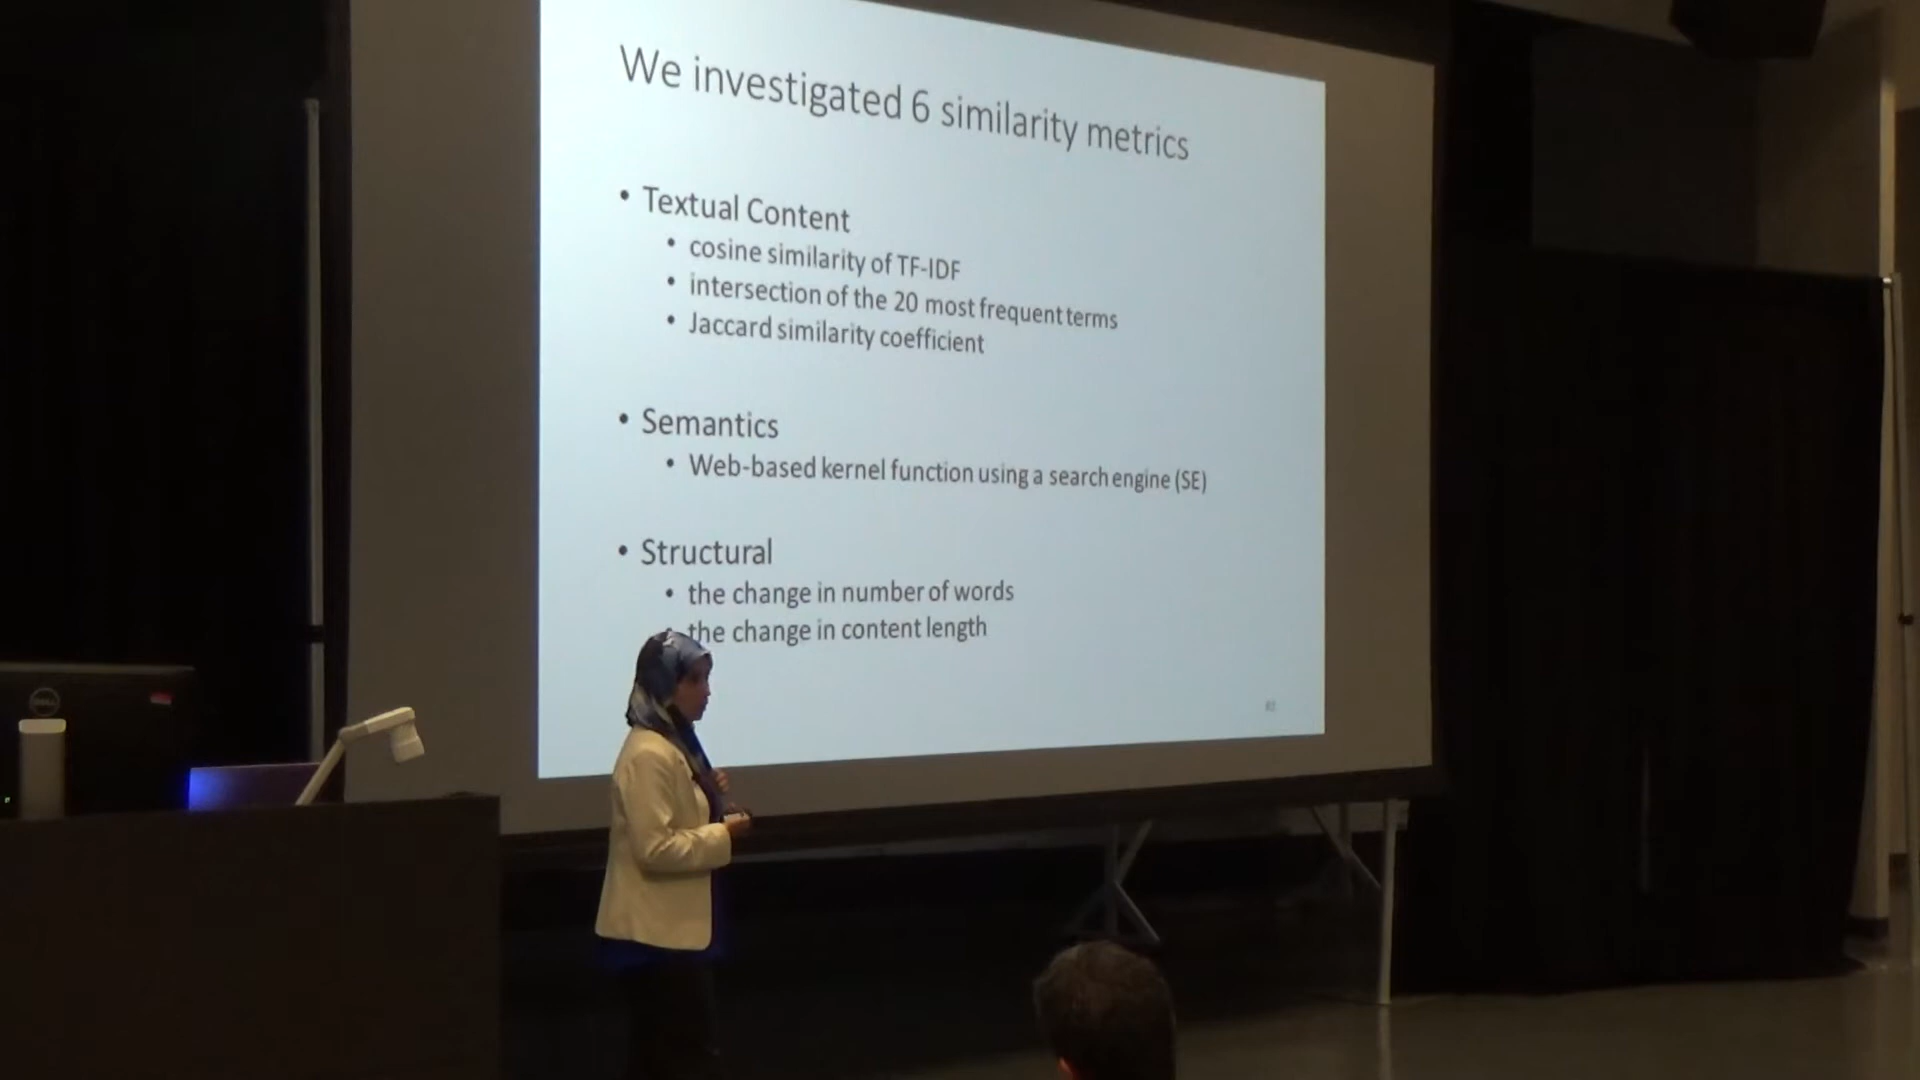 We investigated 6 similarity metrics
• Textual Content
• cosine similarity of TF-IDF
• intersection of the 20 most frequent terms
• Jaccard similarity coefficient
• Semantics
• Web-based kernel function using a search engine (SE)
• Structural
• the change in number of words
• the change in content length
DELL